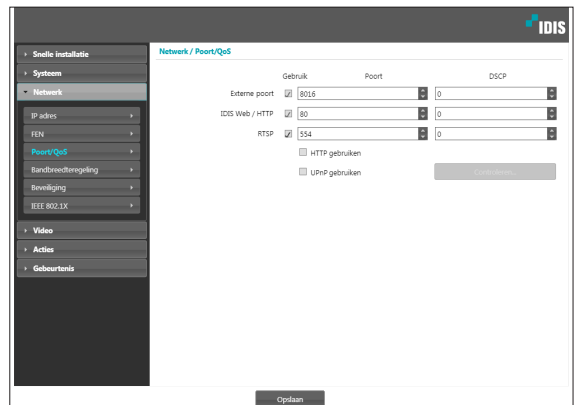 IDIS
Snelle installatie
Systeem
Netwerk
IP adres
FEN
Poort/QoS
Bandbreedteregeling
Beveiliging
IEEE 802.1X
Video
Acties
Gebeurtenis
Netwerk / Poort/QoS
Gebruik Poort DSCP
Externe poort 8016 0
IDIS Web / HTTP 80 0
RTSP 554 0
HTTP gebruiken
UPnP gebruiken Controleren...
Opslaan